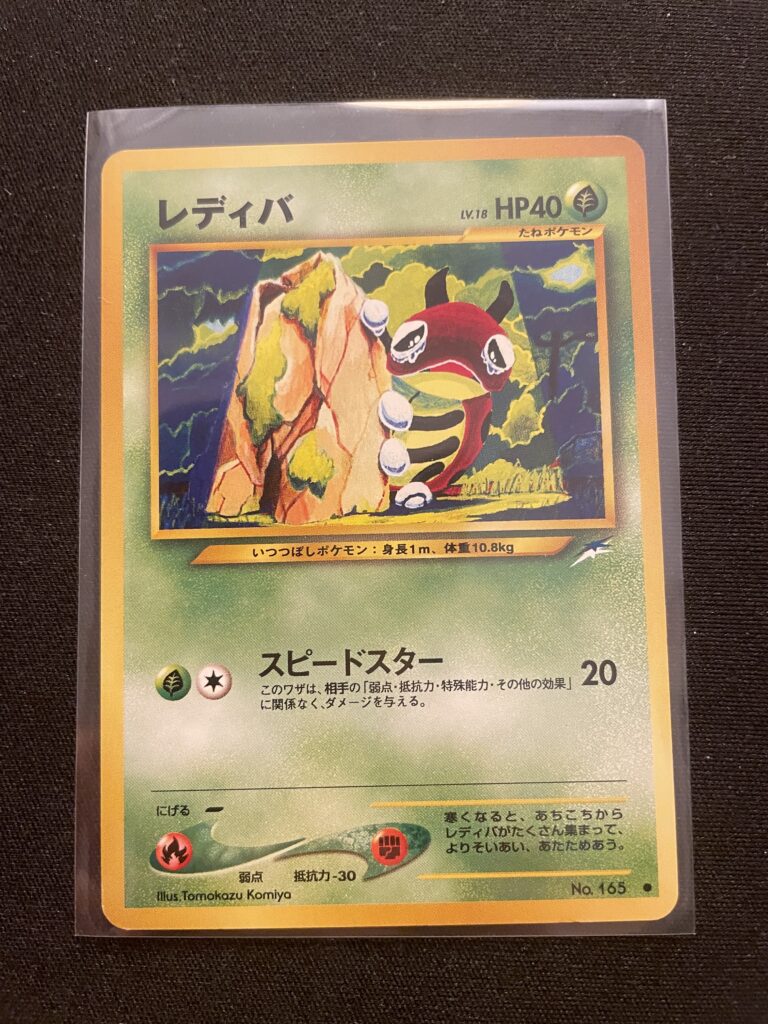 レディバ
LV.18 HP40
たねポケモン
いつつぼしポケモン：身長1m、体重10.8kg
スピードスター
20
このワザは、相手の「弱点・抵抗力・特殊能力・その他の効果」
に関係なく、ダメージを与える。
にげる
寒くなると、あちこちから
レディバがたくさん集まって、
よりそいあい、あたためあう。
弱点 抵抗力-30
Illus.Tomokazu Komiya
No. 165